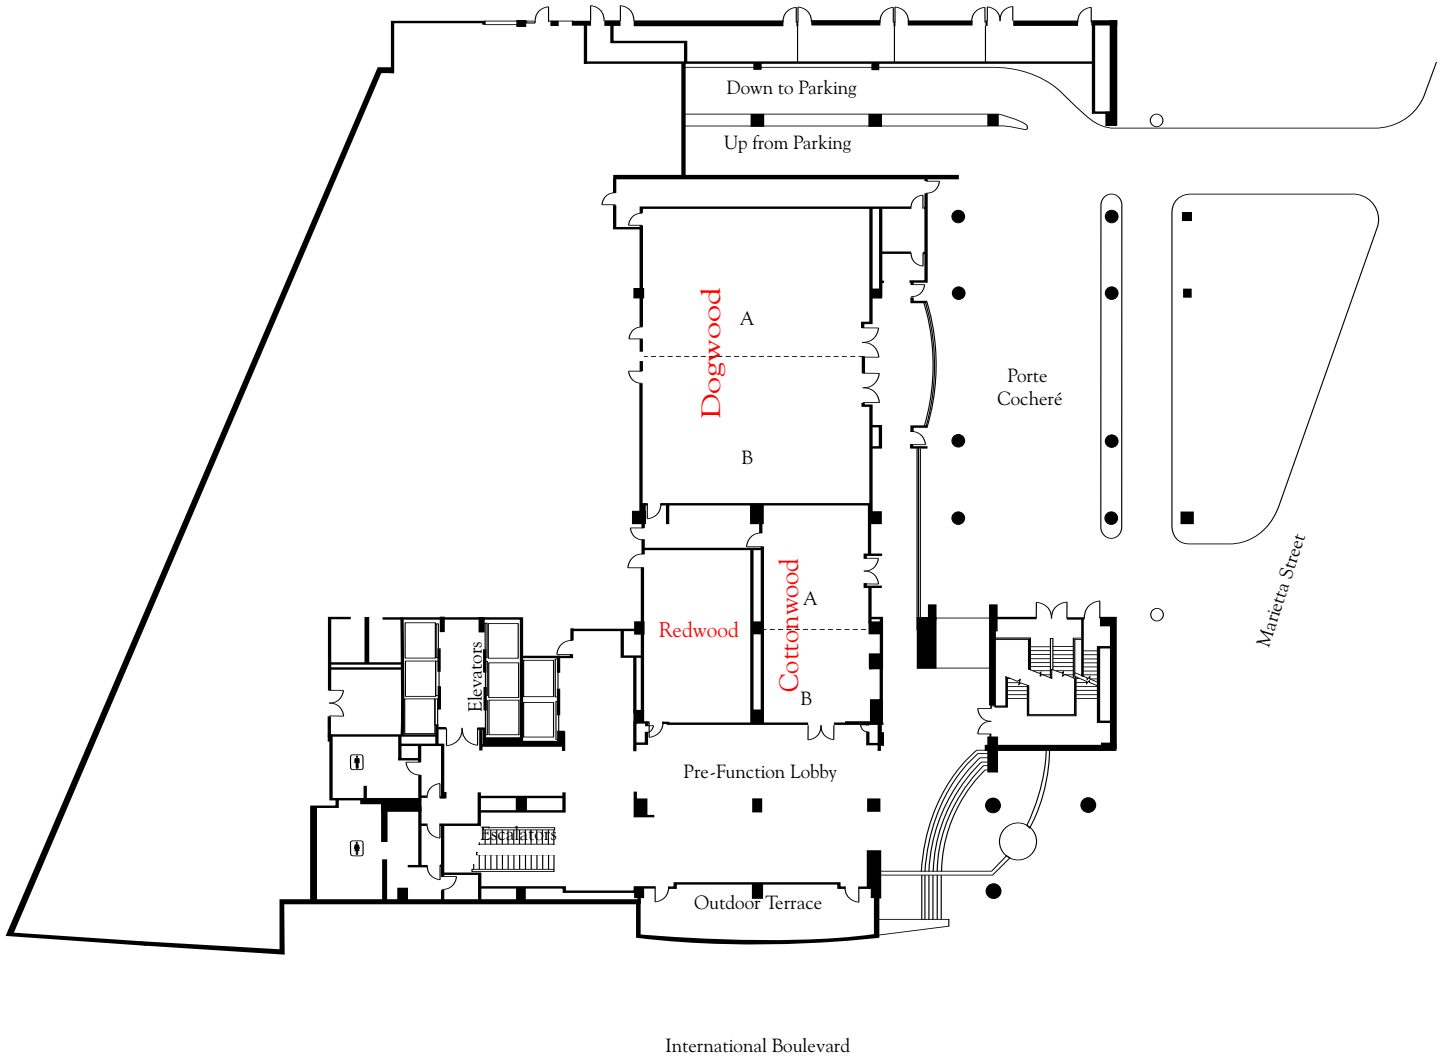 Down to Parking
Up from Parking
Dogwood
A
B
Porte
Cocheré
Marietta Street
Cottonwood
A
B
Redwood
Elevators
Pre-Function Lobby
Escalators
Outdoor Terrace
International Boulevard